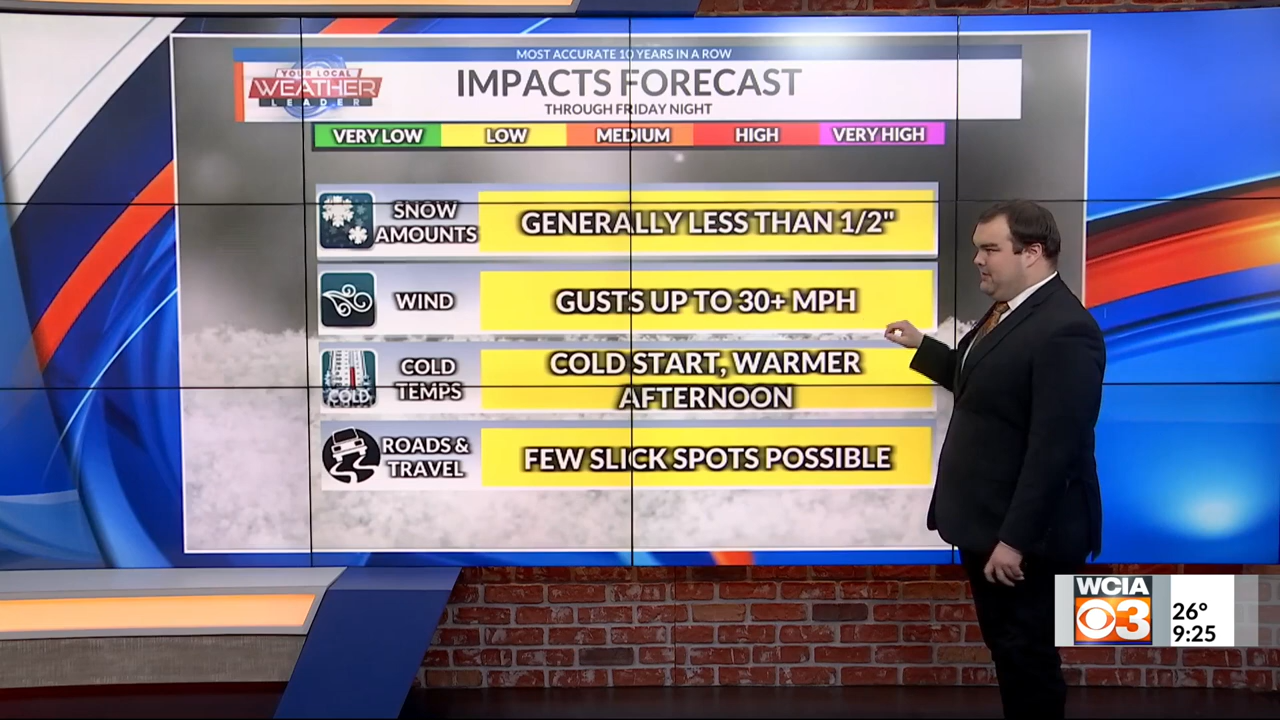 MOST ACCURATE 10 YEARS IN A ROW
YOUR LOCAL
WEATHER
LEADER
IMPACTS FORECAST
THROUGH FRIDAY NIGHT
VERY LOW
LOW
MEDIUM
HIGH
VERY HIGH
SNOW
AMOUNTS
GENERALLY LESS THAN 1/2"
WIND
GUSTS UP TO 30+ MPH
COLD
COLD
TEMPS
COLD START, WARMER
AFTERNOON
ROADS &
TRAVEL
FEW SLICK SPOTS POSSIBLE
WCIA
3
26°
9:25